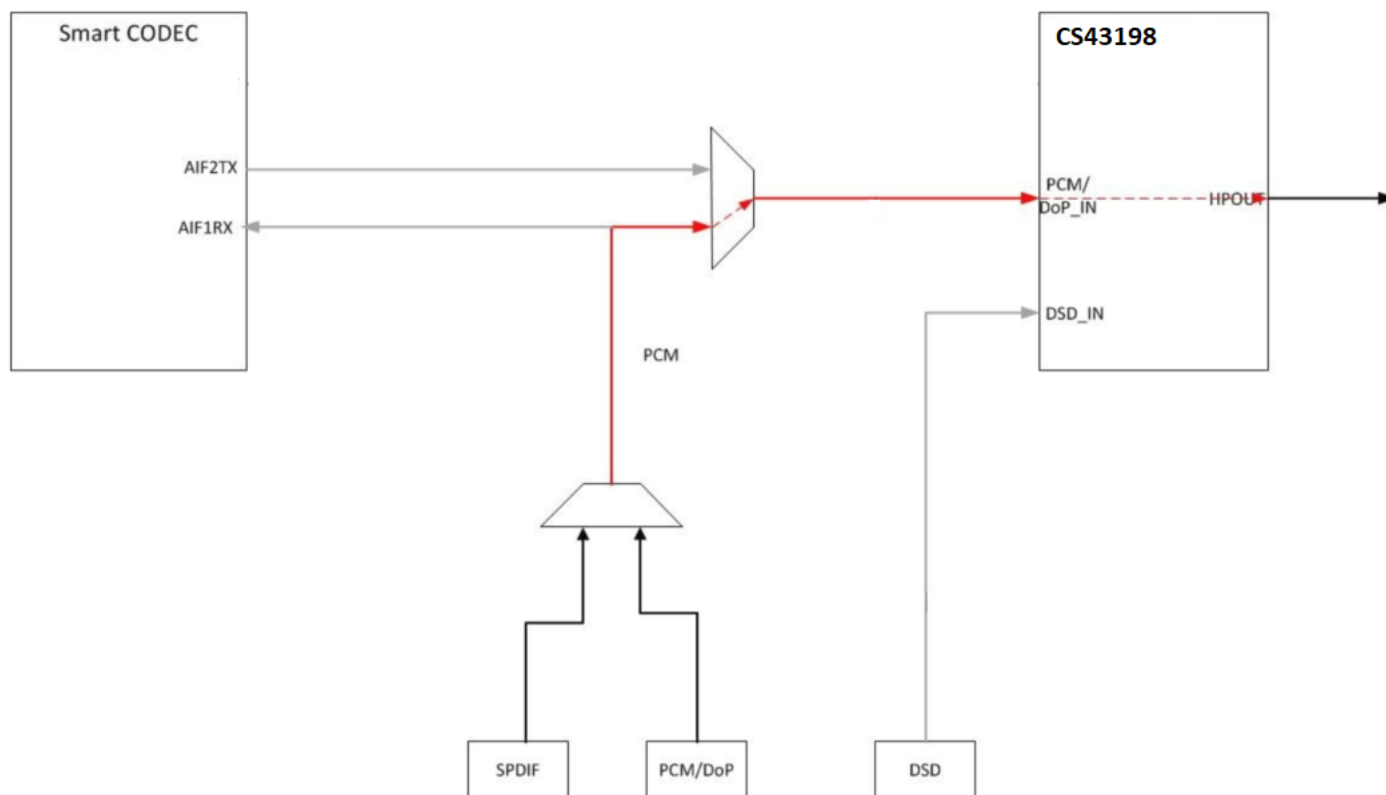 Smart CODEC
CS43198
AIF2TX
AIF1RX
PCM/
DoP_IN
HPOUT
DSD_IN
PCM
SPDIF
PCM/DoP
DSD